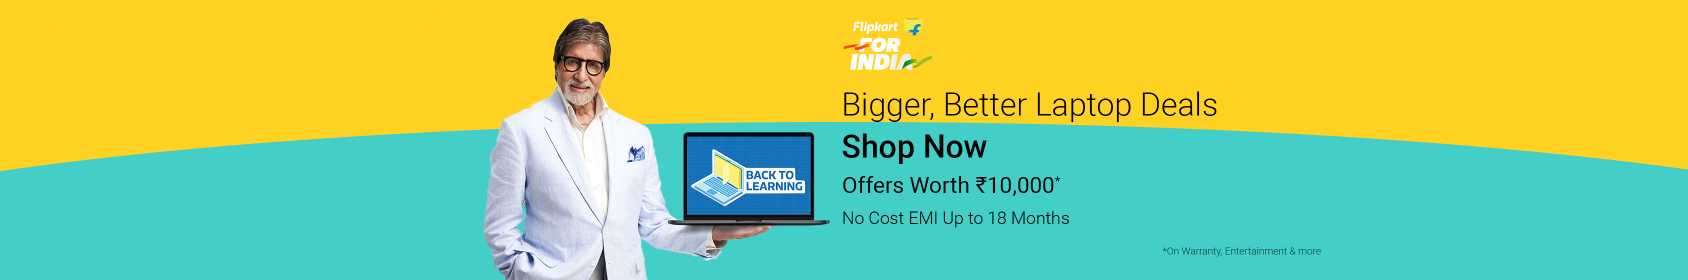 Flipkart
FOR
INDIA
Bigger, Better Laptop Deals
Shop Now
Offers Worth ₹10,000*
No Cost EMI Up to 18 Months
*On Warranty, Entertainment & more
BACK TO
LEARNING